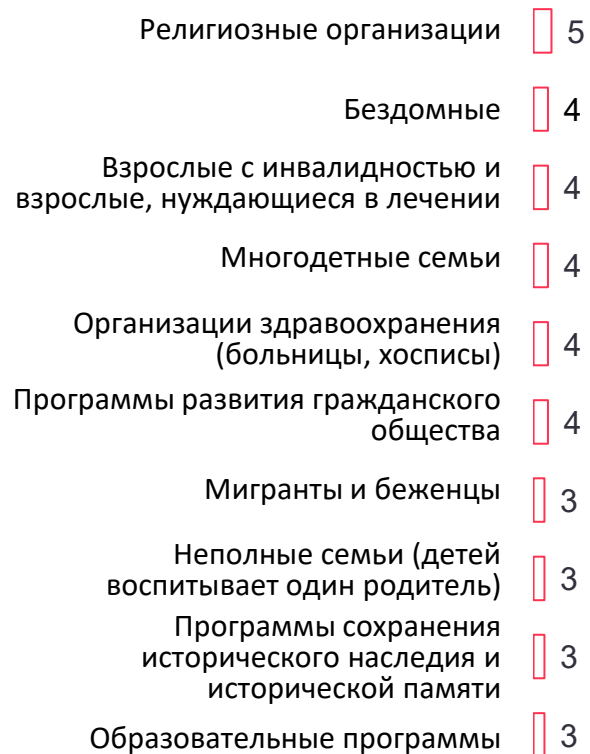 Религиозные организации 5
Бездомные 4
Взрослые с инвалидностью и
взрослые, нуждающиеся в лечении 4
Многодетные семьи 4
Организации здравоохранения
(больницы, хосписы) 4
Программы развития гражданского
общества 4
Мигранты и беженцы 3
Неполные семьи (детей
воспитывает один родитель) 3
Программы сохранения
исторического наследия и 3
исторической памяти
Образовательные программы 3